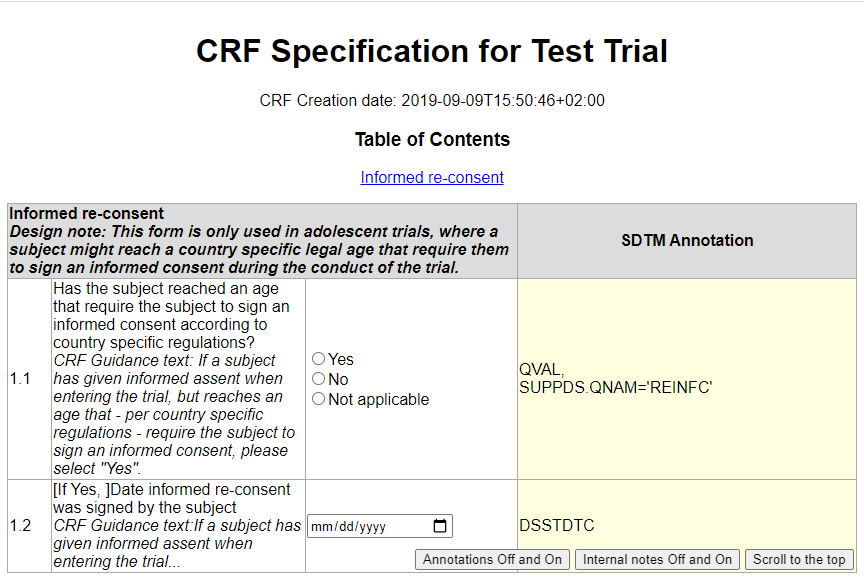 CRF Specification for Test Trial
CRF Creation date: 2019-09-09T15:50:46+02:00
Table of Contents
Informed re-consent
Informed re-consent
Design note: This form is only used in adolescent trials, where a
subject might reach a country specific legal age that require them
to sign an informed consent during the conduct of the trial.
SDTM Annotation
1.1
Has the subject reached an age
that require the subject to sign an
informed consent according to
country specific regulations?
CRF Guidance text: If a subject
has given informed assent when
entering the trial, but reaches an
age that - per country specific
regulations - require the subject to
sign an informed consent, please
select "Yes".
Yes
No
Not applicable
QVAL,
SUPPDS.QNAM='REINFC'
1.2
[If Yes, ]Date informed re-consent
was signed by the subject
CRF Guidance text:If a subject has
given informed assent when
entering the trial...
mm/dd/yyyy
DSSTDTC
Annotations Off and On
Internal notes Off and On
Scroll to the top